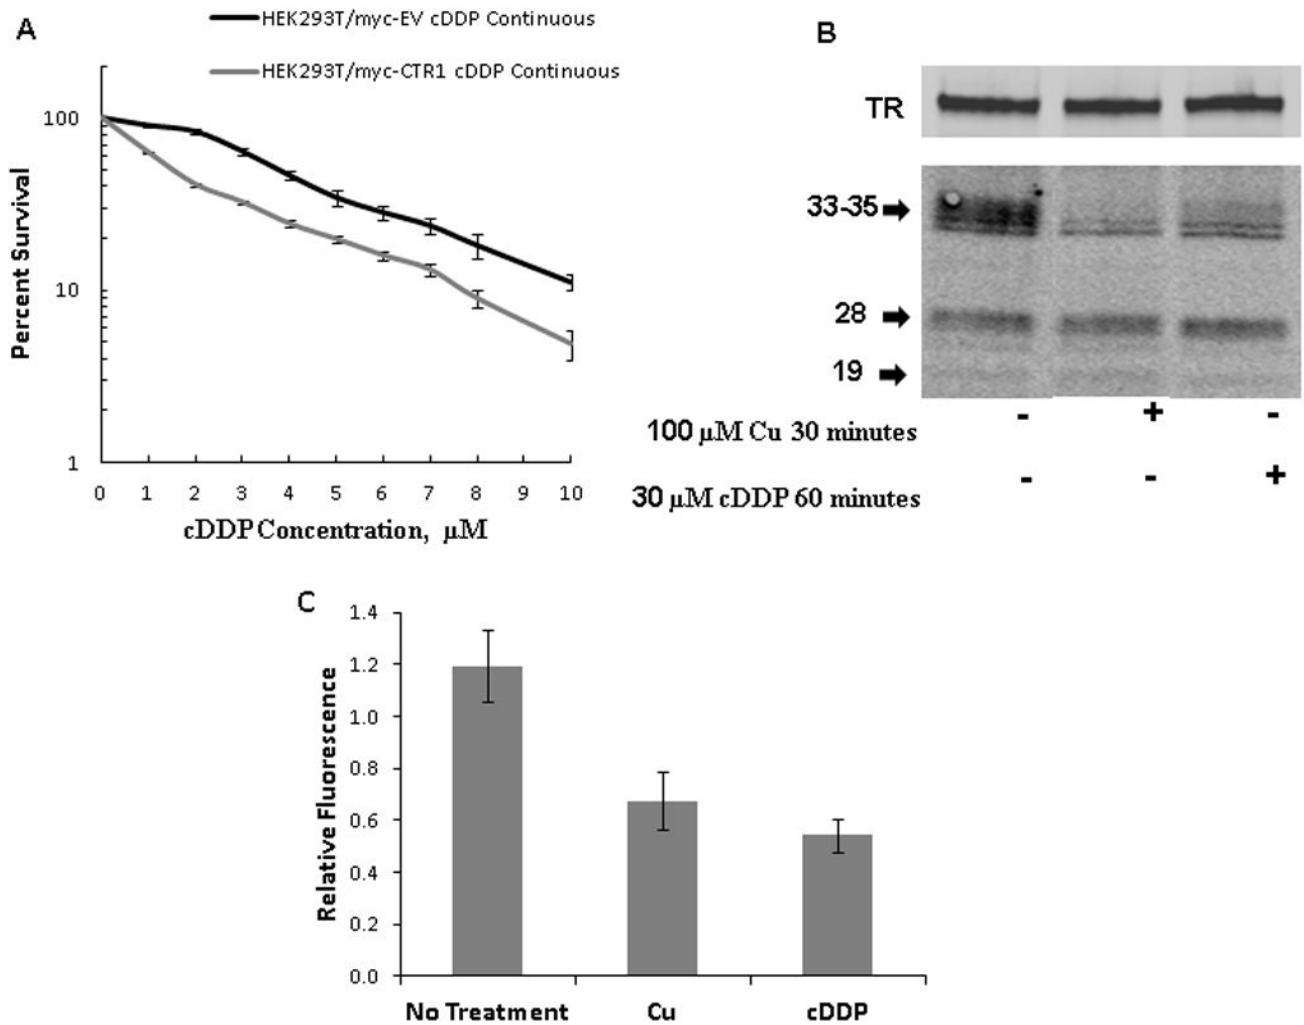 A
HEK293T/myc-EV cDDP Continuous
HEK293T/myc-CTR1 cDDP Continuous
Percent Survival
100
10
1
0 1 2 3 4 5 6 7 8 9 10
cDDP Concentration, µM
B
TR
33-35
28
19
- + -
100 µM Cu 30 minutes
- - +
30 µM cDDP 60 minutes
C
Relative Fluorescence
1.4
1.2
1.0
0.8
0.6
0.4
0.2
0.0
No Treatment Cu cDDP